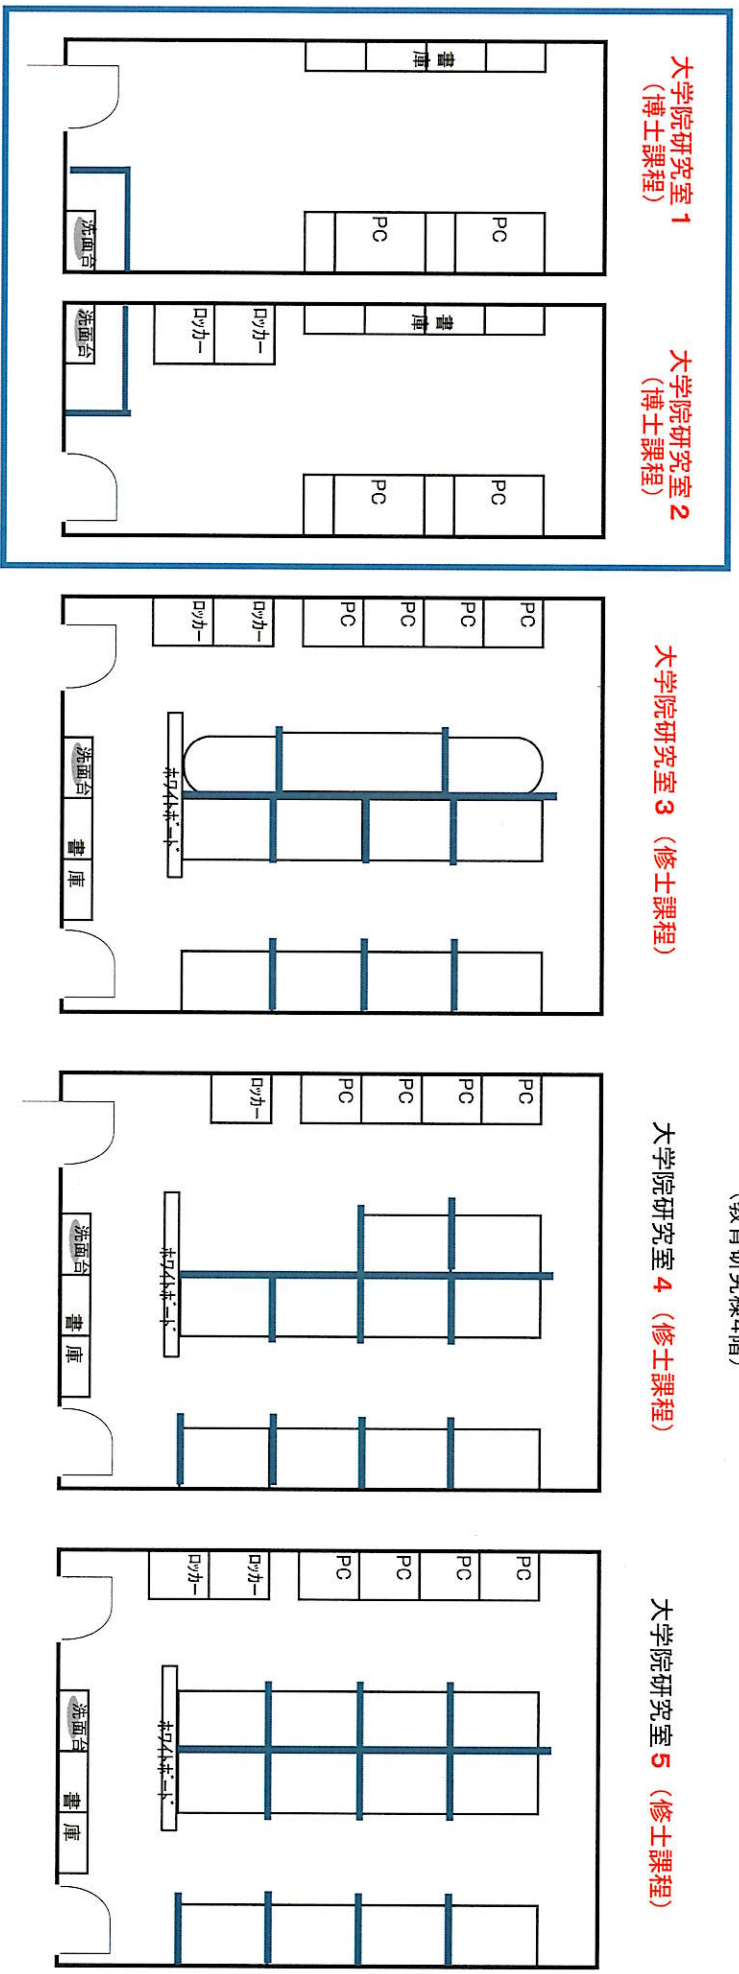 （教育研究棟4階）
大学院研究室 1
（博士課程）
書庫
PC
PC
洗面台
大学院研究室 2
（博士課程）
書庫
ロッカー
ロッカー
洗面台
PC
PC
大学院研究室 3 （修士課程）
PC
PC
PC
PC
ロッカー
ロッカー
ホワイトボード
洗面台
書庫
大学院研究室 4 （修士課程）
PC
PC
PC
PC
ロッカー
ホワイトボード
洗面台
書庫
大学院研究室 5 （修士課程）
PC
PC
PC
PC
ロッカー
ロッカー
ホワイトボード
洗面台
書庫